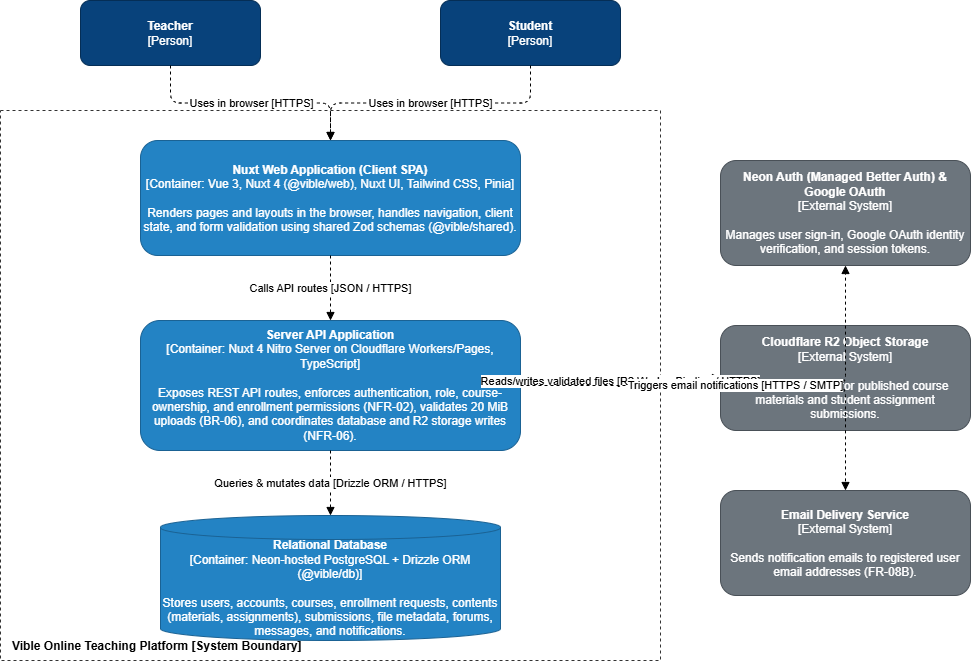 Teacher
[Person]
Student
[Person]
Uses in browser [HTTPS]
Uses in browser [HTTPS]
Nuxt Web Application (Client SPA)
[Container: Vue 3, Nuxt 4 (@vible/web), Nuxt UI, Tailwind CSS, Pinia]
Renders pages and layouts in the browser, handles navigation, client
state, and form validation using shared Zod schemas (@vible/shared).
Neon Auth (Managed Better Auth) &
Google OAuth
[External System]
Manages user sign-in, Google OAuth identity
verification, and session tokens.
Calls API routes [JSON / HTTPS]
Server API Application
[Container: Nuxt 4 Nitro Server on Cloudflare Workers/Pages,
TypeScript]
Exposes REST API routes, enforces authentication, role, course-
ownership, and enrollment permissions (NFR-02), validates 20 MiB
uploads (BR-06), and coordinates database and R2 storage writes
(NFR-06).
Reads/writes validated files
Triggers email notifications [HTTPS / SMTP]
Cloudflare R2 Object Storage
[External System]
published course
materials and student assignment
submissions.
Queries & mutates data [Drizzle ORM / HTTPS]
Relational Database
[Container: Neon-hosted PostgreSQL + Drizzle ORM
(@vible/db)]
Stores users, accounts, courses, enrollment requests, contents
(materials, assignments), submissions, file metadata, forums,
messages, and notifications.
Email Delivery Service
[External System]
Sends notification emails to registered user
email addresses (FR-08B).
Vible Online Teaching Platform [System Boundary]